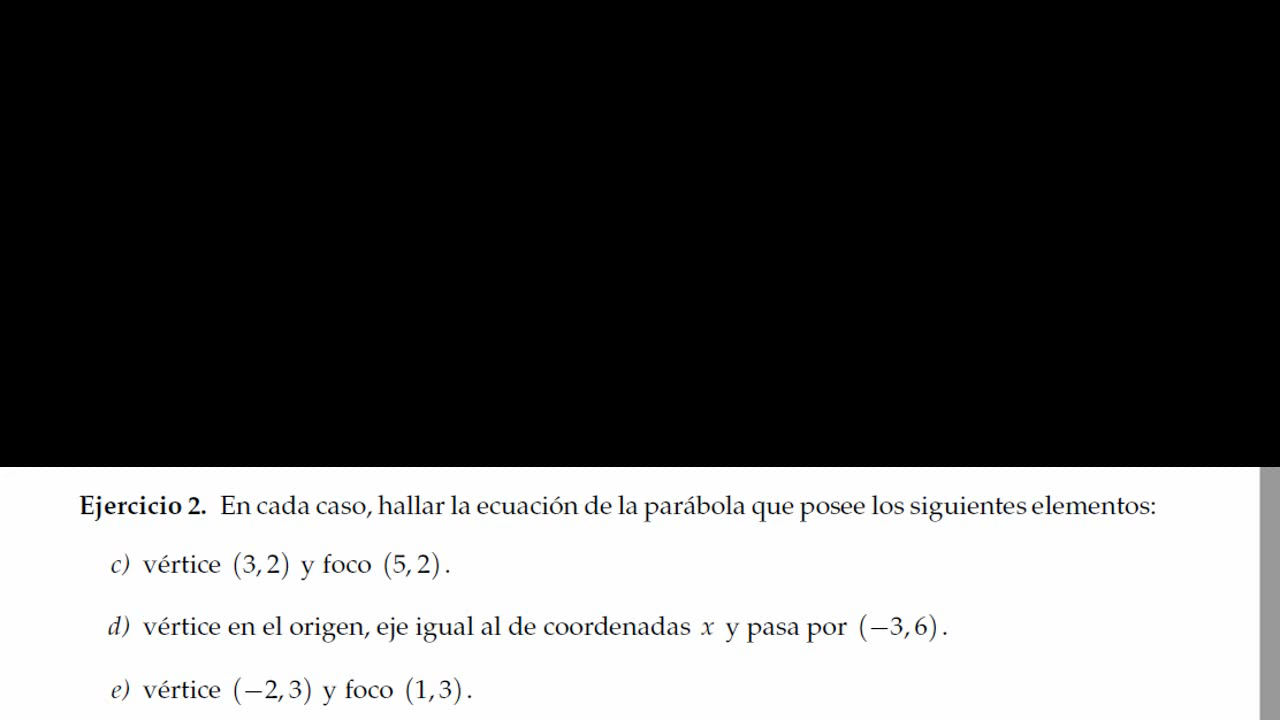 Ejercicio 2. En cada caso, hallar la ecuación de la parábola que posee los siguientes elementos:
c) vértice (3, 2) y foco (5, 2).
d) vértice en el origen, eje igual al de coordenadas x y pasa por (−3, 6).
e) vértice (−2, 3) y foco (1, 3).